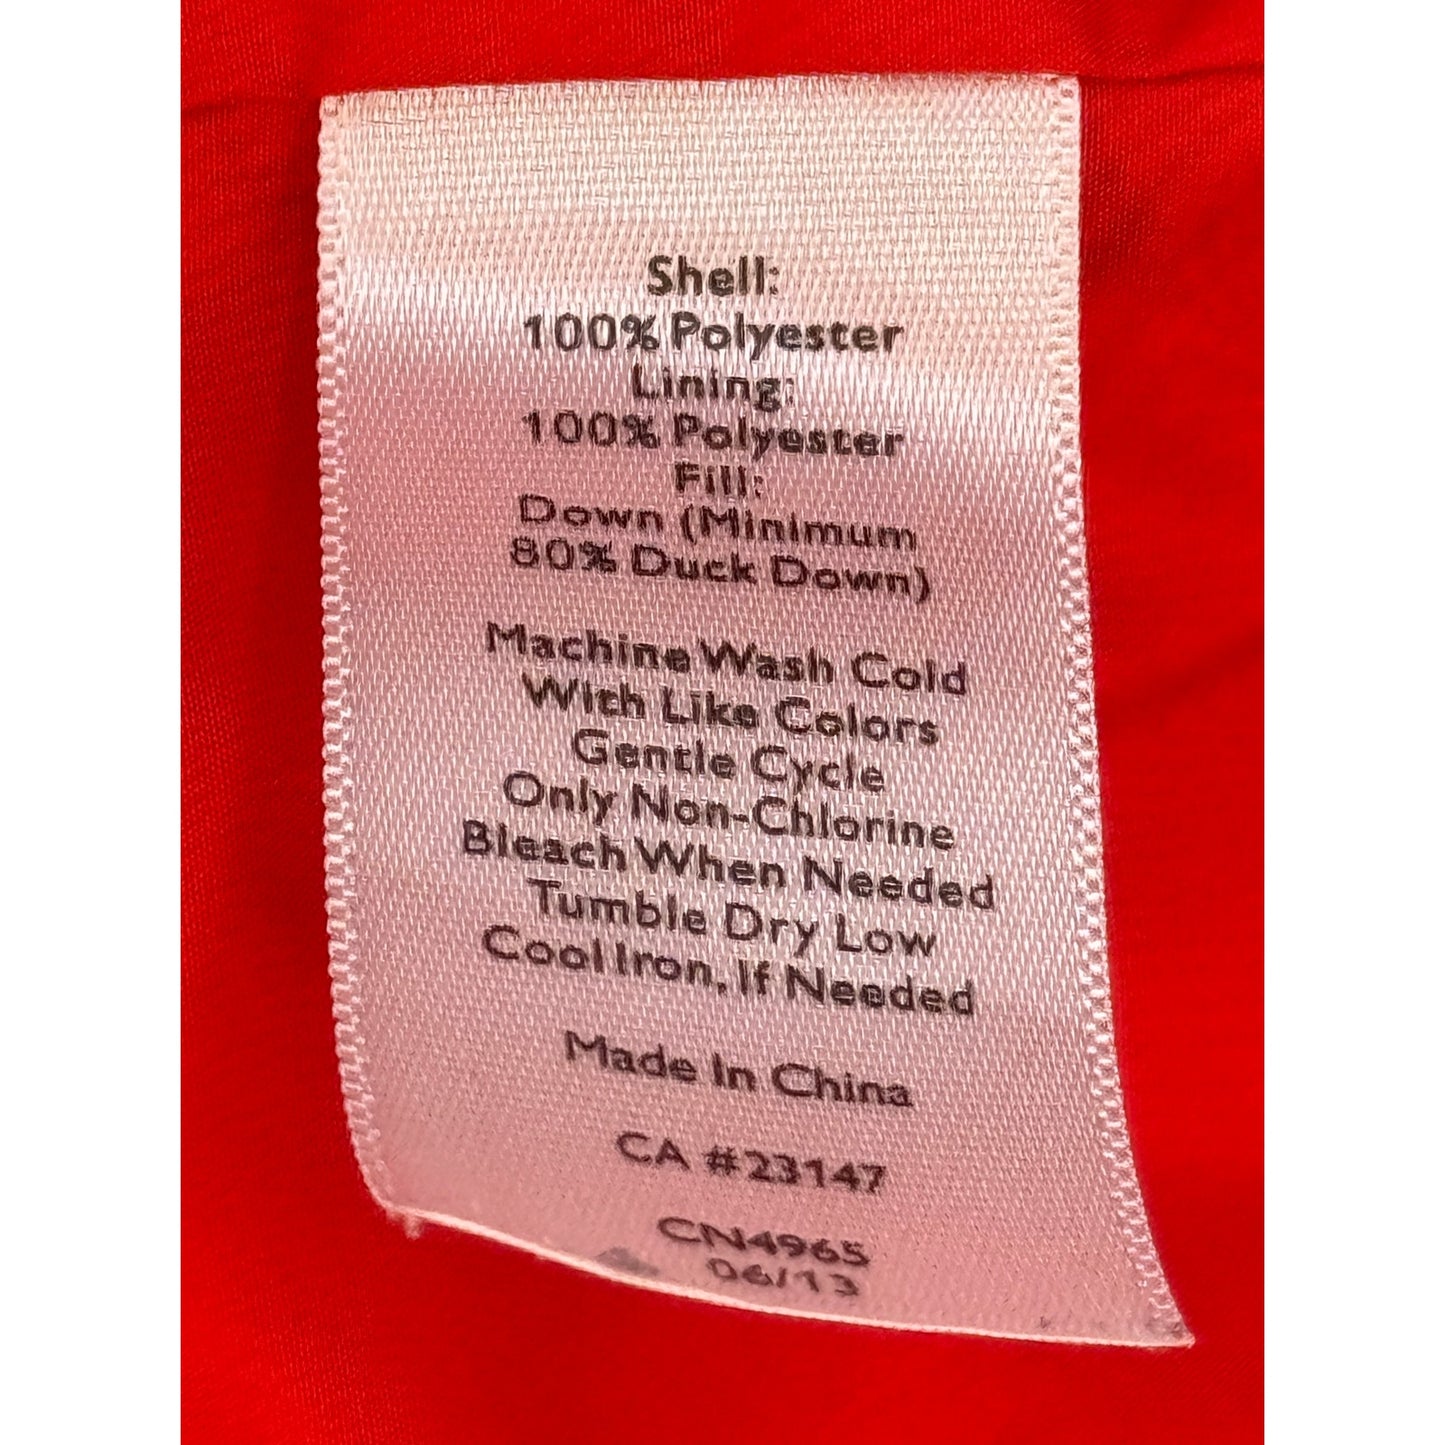 Shell:
100% Polyester
Lining:
100% Polyester
Fill:
Down (Minimum
80% Duck Down)
Machine Wash Cold
With Like Colors
Gentle Cycle
Only Non-Chlorine
Bleach When Needed
Tumble Dry Low
Cool Iron, If Needed
Made In China
CA #23147
CN4965
06/13